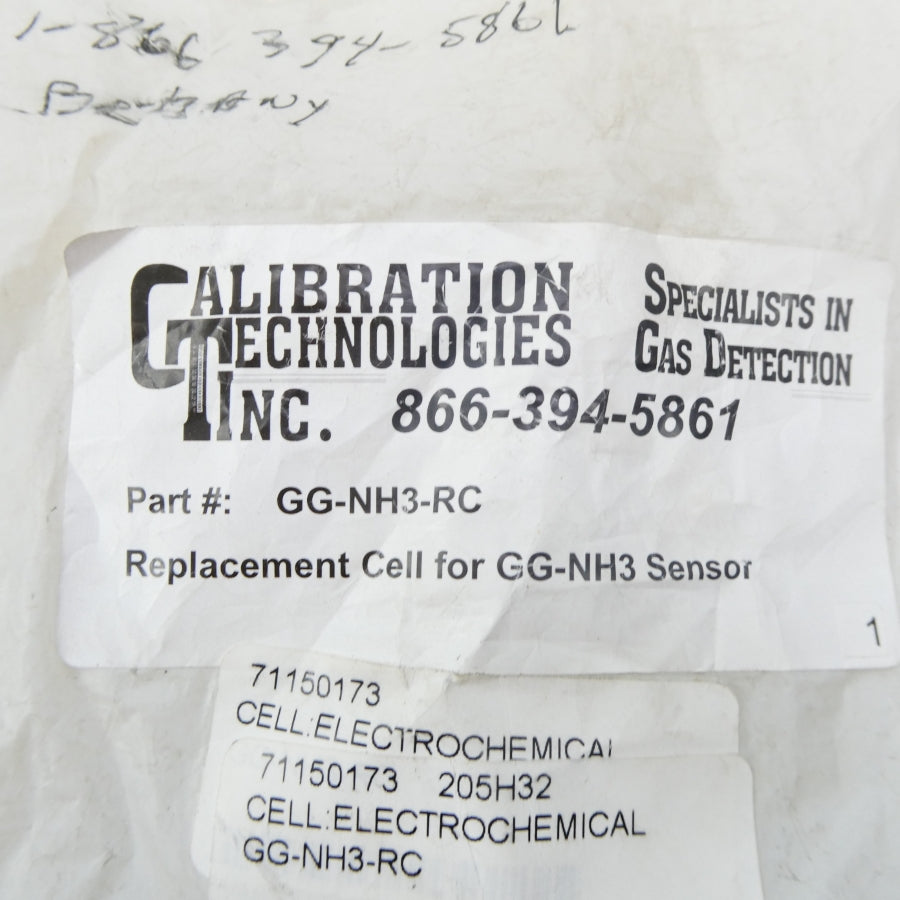 1-866 394-5861
CALIBRATION
TECHNOLOGIES
INC. 866-394-5861
SPECIALISTS IN
GAS DETECTION
Part #: GG-NH3-RC
Replacement Cell for GG-NH3 Sensor
1
71150173
CELL:ELECTROCHEMICAL
71150173 205H32
CELL:ELECTROCHEMICAL
GG-NH3-RC